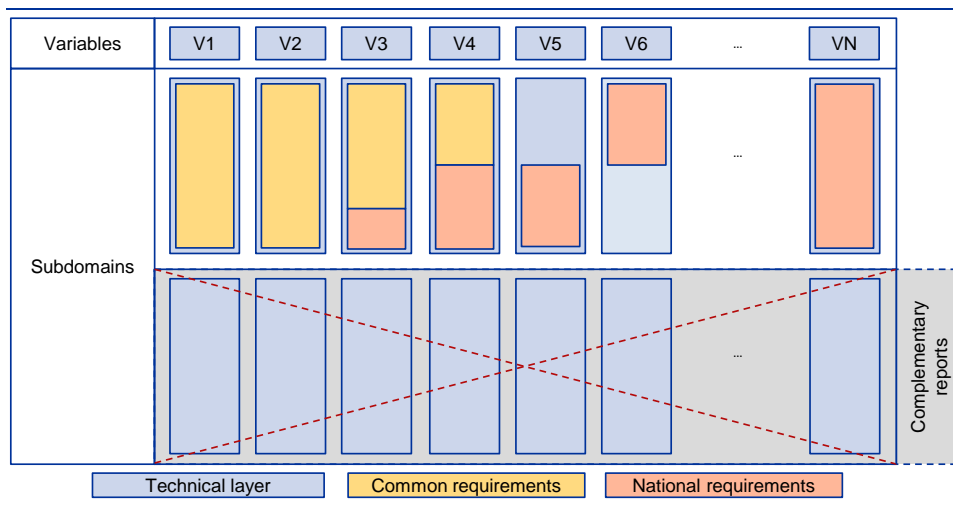 Variables
V1
V2
V3
V4
V5
V6
...
VN
...
Subdomains
...
Complementary
reports
Technical layer
Common requirements
National requirements